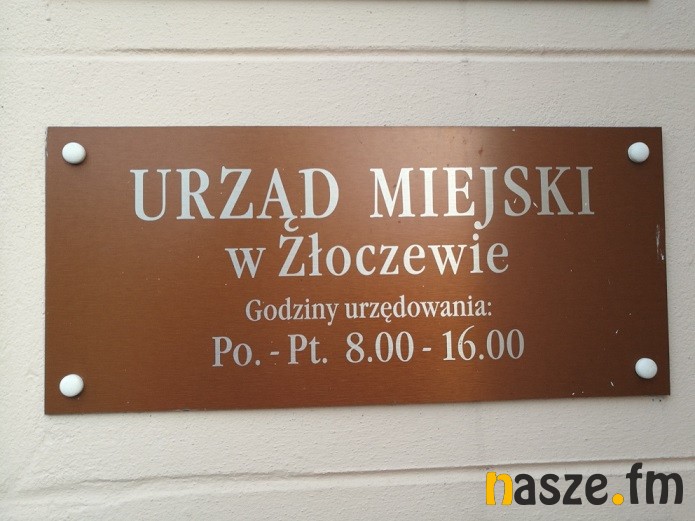 URZĄD MIEJSKI
w Złoczewie
Godziny urzędowania:
Po. - Pt. 8.00 - 16.00
nasze.fm